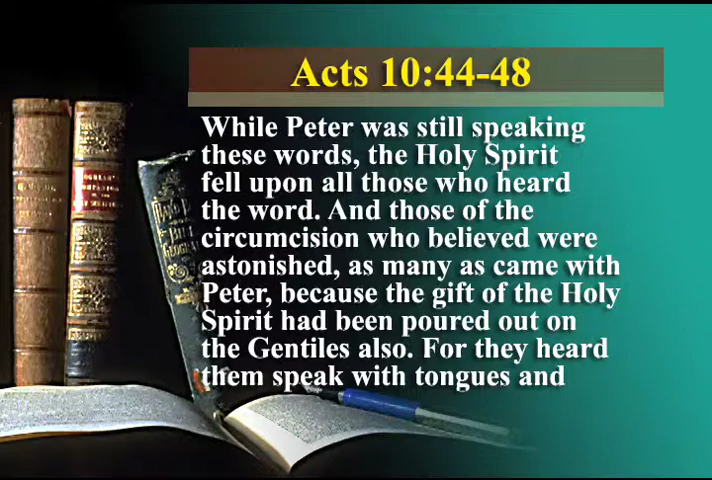 Acts 10:44-48
While Peter was still speaking
these words, the Holy Spirit
fell upon all those who heard
the word. And those of the
circumcision who believed were
astonished, as many as came with
Peter, because the gift of the Holy
Spirit had been poured out on
the Gentiles also. For they heard
them speak with tongues and